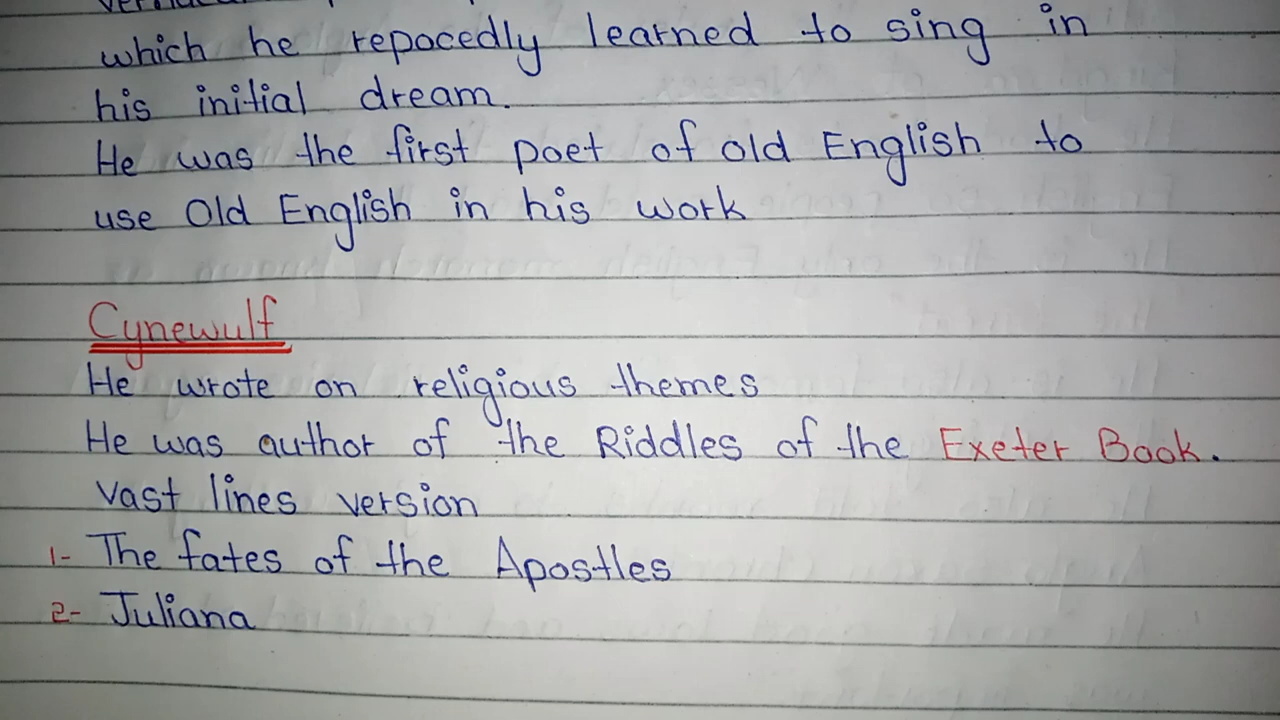 which he repocedly learned to sing in
his initial dream.
He was the first poet of old English to
use Old English in his work
Cynewulf
He wrote on religious themes
He was author of the Riddles of the Exeter Book.
Vast lines version
1- The fates of the Apostles
2- Juliana